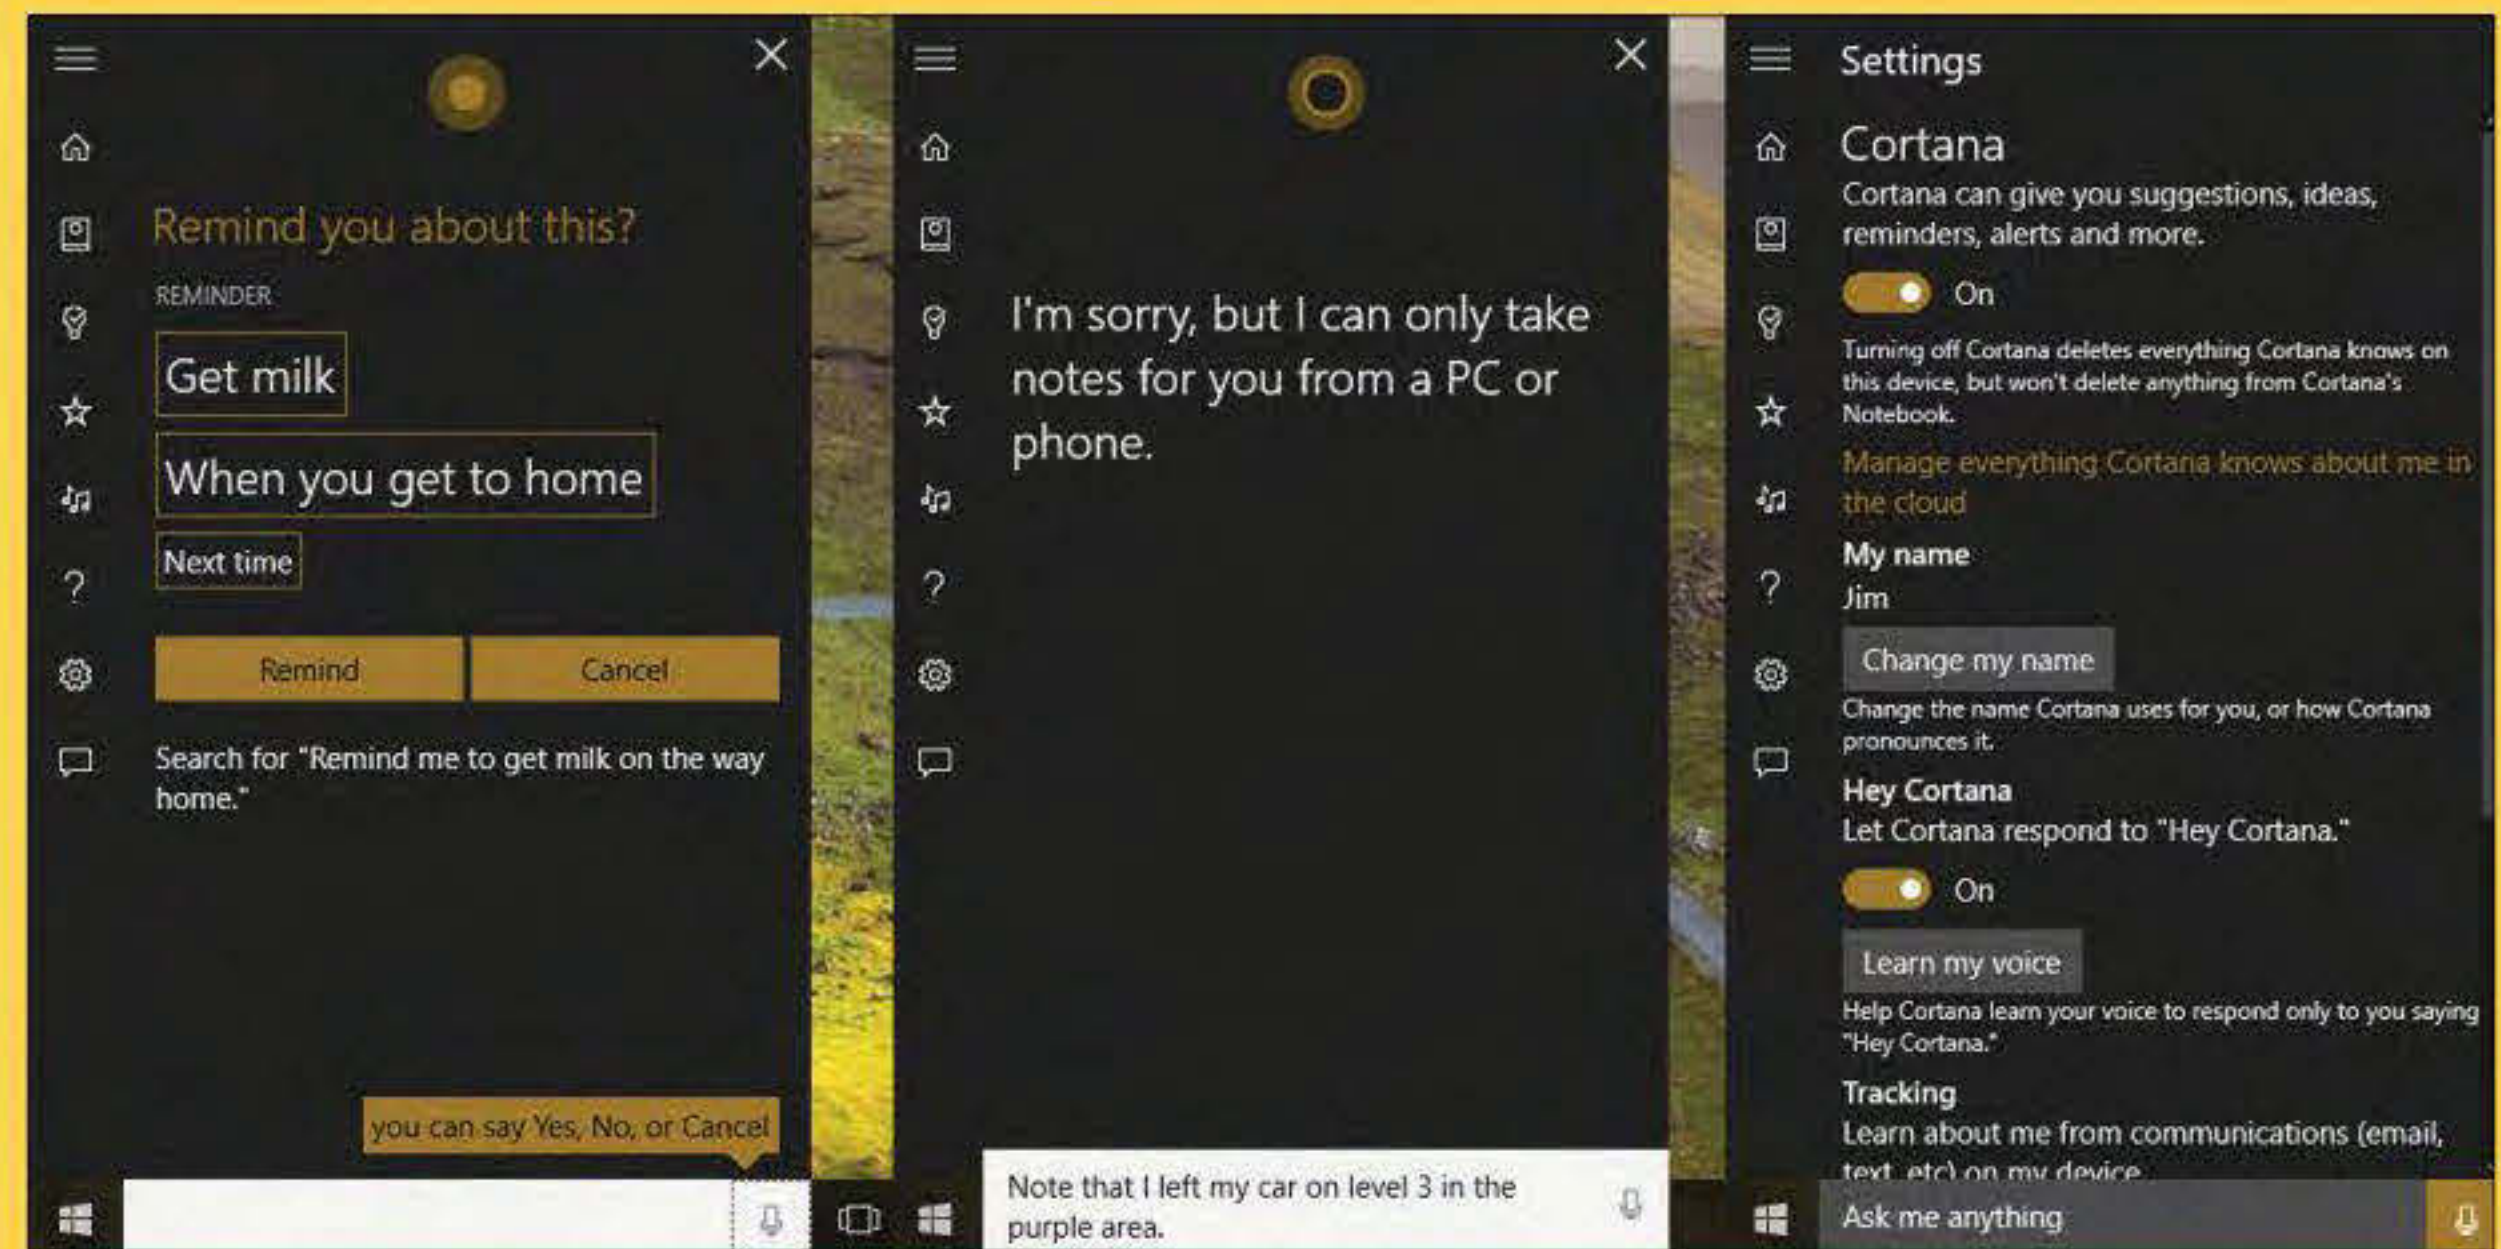 Remind you about this?
REMINDER
Get milk
When you get to home
Next time
Remind
Cancel
Search for "Remind me to get milk on the way
home."
you can say Yes, No, or Cancel
I'm sorry, but I can only take
notes for you from a PC or
phone.
Note that I left my car on level 3 in the
purple area.
Settings
Cortana
Cortana can give you suggestions, ideas,
reminders, alerts and more.
On
Turning off Cortana deletes everything Cortana knows on
this device, but won't delete anything from Cortana's
Notebook.
Manage everything Cortana knows about me in
the cloud
My name
Jim
Change my name
Change the name Cortana uses for you, or how Cortana
pronounces it.
Hey Cortana
Let Cortana respond to "Hey Cortana."
On
Learn my voice
Help Cortana learn your voice to respond only to you saying
"Hey Cortana."
Tracking
Learn about me from communications (email,
text, etc) on my device
Ask me anything